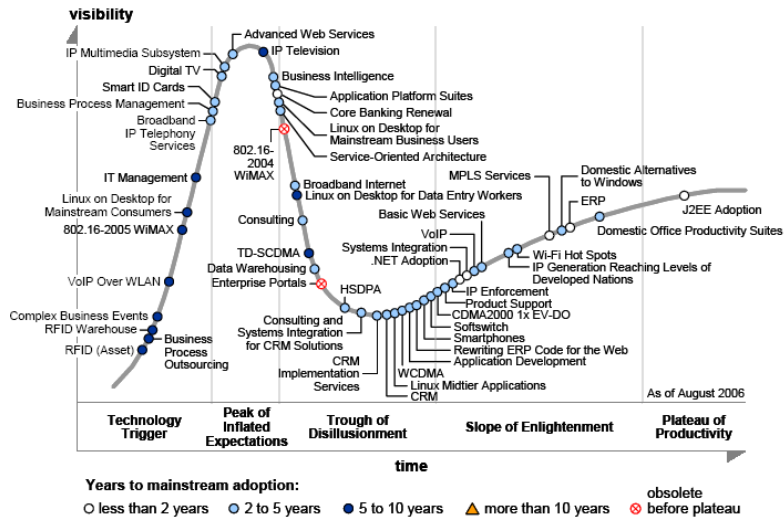 visibility
Advanced Web Services
IP Multimedia Subsystem
IP Television
Digital TV
Business Intelligence
Smart ID Cards
Application Platform Suites
Business Process Management
Core Banking Renewal
Broadband
IP Telephony
Services
Linux on Desktop for
Mainstream Business Users
802.16-
2004
WiMAX
Service-Oriented Architecture
MPLS Services
Domestic Alternatives
to Windows
IT Management
Broadband Internet
Linux on Desktop for Data Entry Workers
ERP
Linux on Desktop for
Mainstream Consumers
Basic Web Services
J2EE Adoption
802.16-2005 WiMAX
Consulting
VoIP
Domestic Office Productivity Suites
Systems Integration
TD-SCDMA
.NET Adoption
Wi-Fi Hot Spots
Data Warehousing
IP Generation Reaching Levels of
Developed Nations
VoIP Over WLAN
Enterprise Portals
HSDPA
IP Enforcement
Product Support
Complex Business Events
CDMA2000 1x EV-DO
RFID Warehouse
Consulting and
Systems Integration
for CRM Solutions
Softswitch
Business
Process
Outsourcing
Smartphones
RFID (Asset)
Rewriting ERP Code for the Web
CRM
Implementation
Services
Application Development
WCDMA
Linux Midtier Applications
CRM
As of August 2006
Technology
Trigger
Peak of
Inflated
Expectations
Trough of
Disillusionment
Slope of Enlightenment
Plateau of
Productivity
time
Years to mainstream adoption:
less than 2 years
2 to 5 years
5 to 10 years
more than 10 years
obsolete
before plateau